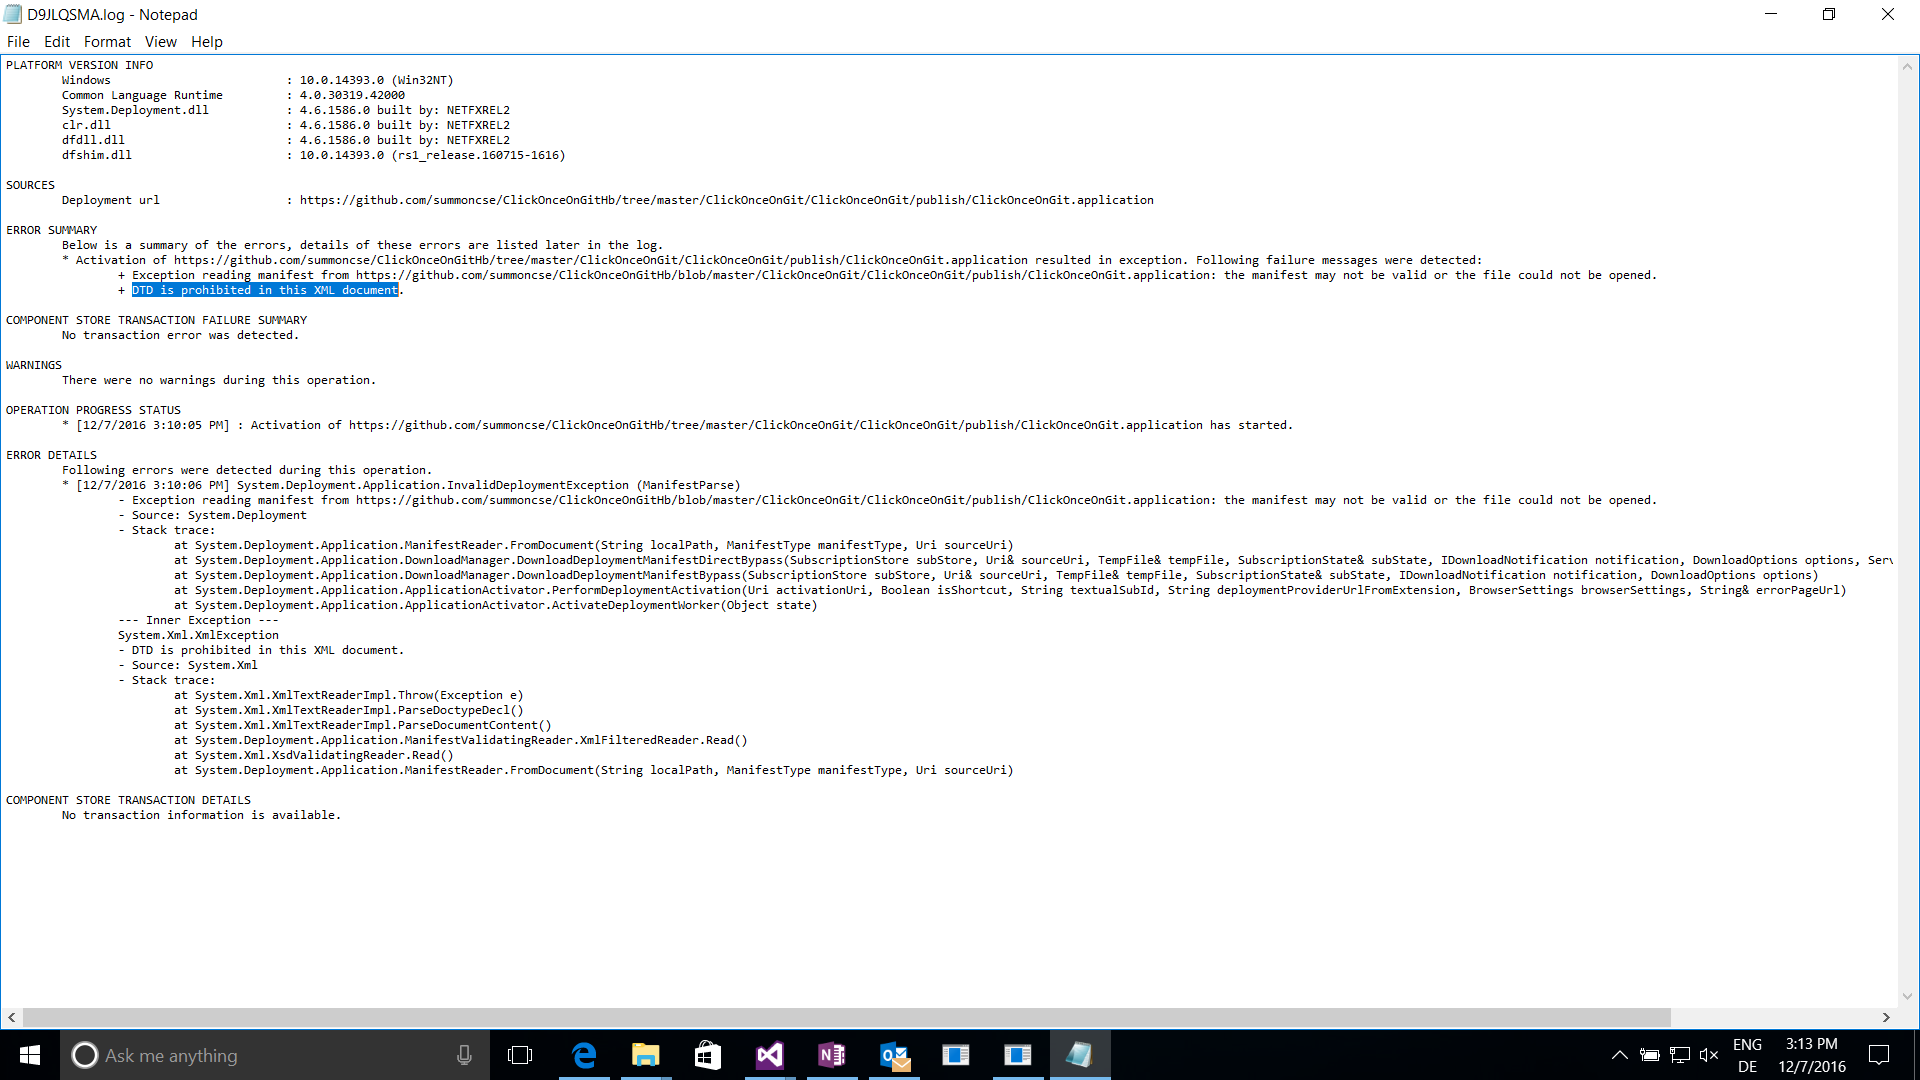 D9JLQSMA.log - Notepad
File Edit Format View Help
PLATFORM VERSION INFO
Windows : 10.0.14393.0 (Win32NT)
Common Language Runtime : 4.0.30319.42000
System.Deployment.dll : 4.6.1586.0 built by: NETFXREL2
clr.dll : 4.6.1586.0 built by: NETFXREL2
dfdll.dll : 4.6.1586.0 built by: NETFXREL2
dfshim.dll : 10.0.14393.0 (rs1_release.160715-1616)
SOURCES
Deployment url : https://github.com/summoncse/ClickOnceOnGitHb/tree/master/ClickOnceOnGit/ClickOnceOnGit/publish/ClickOnceOnGit.application
ERROR SUMMARY
Below is a summary of the errors, details of these errors are listed later in the log.
* Activation of https://github.com/summoncse/ClickOnceOnGitHb/tree/master/ClickOnceOnGit/ClickOnceOnGit/publish/ClickOnceOnGit.application resulted in exception. Following failure messages were detected:
+ Exception reading manifest from https://github.com/summoncse/ClickOnceOnGitHb/blob/master/ClickOnceOnGit/ClickOnceOnGit/publish/ClickOnceOnGit.application: the manifest may not be valid or the file could not be opened.
+ DTD is prohibited in this XML document.
COMPONENT STORE TRANSACTION FAILURE SUMMARY
No transaction error was detected.
WARNINGS
There were no warnings during this operation.
OPERATION PROGRESS STATUS
* [12/7/2016 3:10:05 PM] : Activation of https://github.com/summoncse/ClickOnceOnGitHb/tree/master/ClickOnceOnGit/ClickOnceOnGit/publish/ClickOnceOnGit.application has started.
ERROR DETAILS
Following errors were detected during this operation.
* [12/7/2016 3:10:06 PM] System.Deployment.Application.InvalidDeploymentException (ManifestParse)
- Exception reading manifest from https://github.com/summoncse/ClickOnceOnGitHb/blob/master/ClickOnceOnGit/ClickOnceOnGit/publish/ClickOnceOnGit.application: the manifest may not be valid or the file could not be opened.
- Source: System.Deployment
- Stack trace:
at System.Deployment.Application.ManifestReader.FromDocument(String localPath, ManifestType manifestType, Uri sourceUri)
at System.Deployment.Application.DownloadManager.DownloadDeploymentManifestDirectBypass(SubscriptionStore subStore, Uri& sourceUri, TempFile& tempFile, SubscriptionState& subState, IDownloadNotification notification, DownloadOptions options, Serv
at System.Deployment.Application.DownloadManager.DownloadDeploymentManifestBypass(SubscriptionStore subStore, Uri& sourceUri, TempFile& tempFile, SubscriptionState& subState, IDownloadNotification notification, DownloadOptions options)
at System.Deployment.Application.ApplicationActivator.PerformDeploymentActivation(Uri activationUri, Boolean isShortcut, String textualSubId, String deploymentProviderUrlFromExtension, BrowserSettings browserSettings, String& errorPageUrl)
at System.Deployment.Application.ApplicationActivator.ActivateDeploymentWorker(Object state)
--- Inner Exception ---
System.Xml.XmlException
- DTD is prohibited in this XML document.
- Source: System.Xml
- Stack trace:
at System.Xml.XmlTextReaderImpl.Throw(Exception e)
at System.Xml.XmlTextReaderImpl.ParseDoctypeDecl()
at System.Xml.XmlTextReaderImpl.ParseDocumentContent()
at System.Deployment.Application.ManifestValidatingReader.XmlFilteredReader.Read()
at System.Xml.XsdValidatingReader.Read()
at System.Deployment.Application.ManifestReader.FromDocument(String localPath, ManifestType manifestType, Uri sourceUri)
COMPONENT STORE TRANSACTION DETAILS
No transaction information is available.
Ask me anything
ENG 3:13 PM
DE 12/7/2016